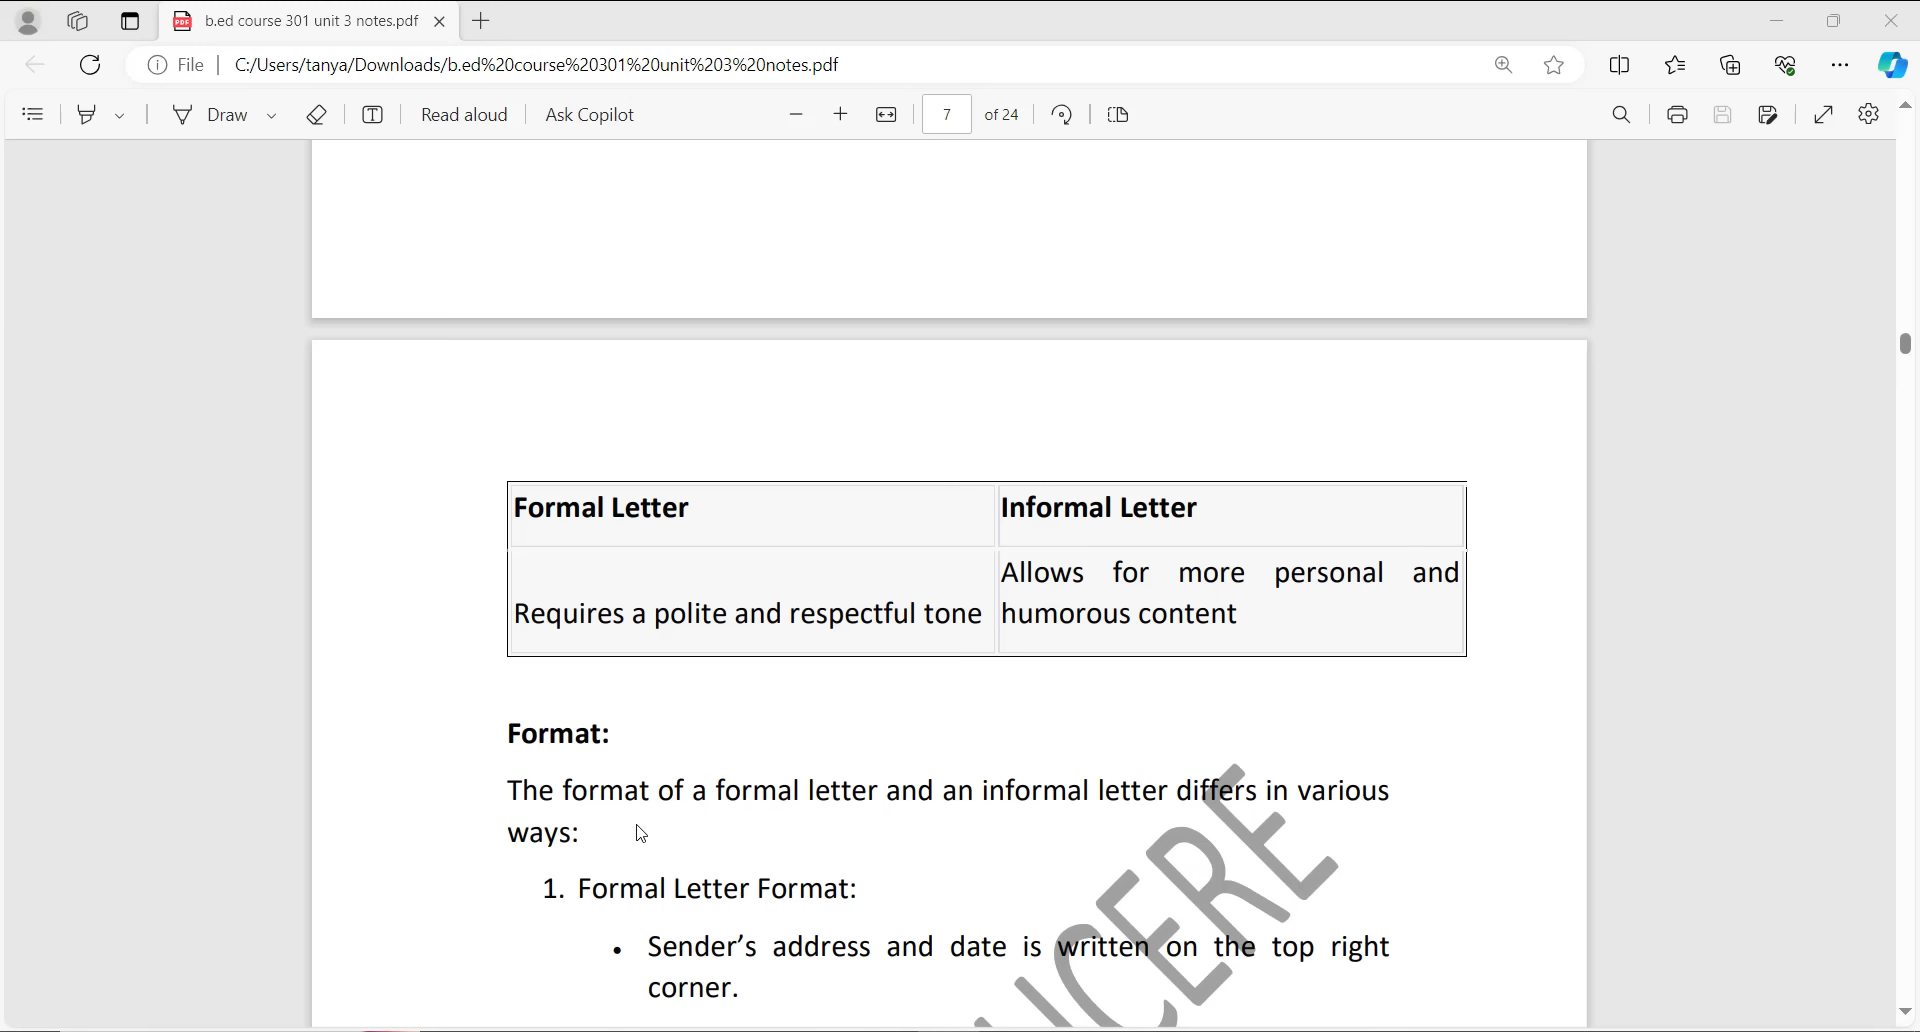 b.ed course 301 unit 3 notes.pdf
File
C:/Users/tanya/Downloads/b.ed%20course%20301%20unit%203%20notes.pdf
Draw
Read aloud
Ask Copilot
7 of 24
Formal Letter
Informal Letter
Requires a polite and respectful tone
Allows for more personal and
humorous content
Format:
The format of a formal letter and an informal letter differs in various
ways:
1. Formal Letter Format:
• Sender’s address and date is written on the top right
corner.